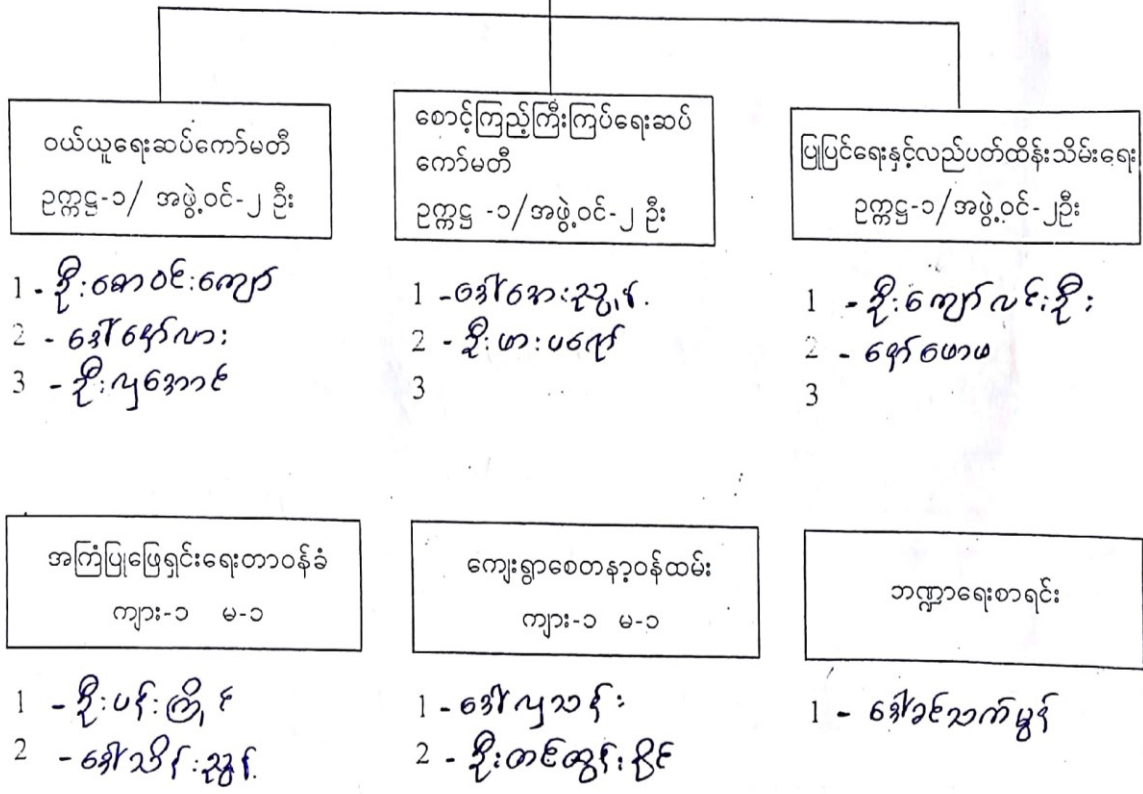 ဝယ်ယူရေးဆပ်ကော်မတီ
ဥက္ကဋ္ဌ-၁/ အဖွဲ့ဝင်-၂ ဦး
1 - ဦးစောဝင်းကျော်
2 - ဒေါ်နော်လား
3 - ဦးလှအောင်
စောင့်ကြည့်ကြီးကြပ်ရေးဆပ်
ကော်မတီ
ဥက္ကဋ္ဌ -၁/အဖွဲ့ဝင်-၂ ဦး
1 - ဒေါ်အေးညွန့်
2 - ဦးဖားပရော်
3
ပြုပြင်ရေးနှင့်လည်ပတ်ထိန်းသိမ်းရေး
ဥက္ကဋ္ဌ-၁/အဖွဲ့ဝင်-၂ဦး
1 - ဦးကျော်လင်းဦး
2 - နော်ဖောဖ
3
အကြံပြုဖြေရှင်းရေးတာဝန်ခံ
ကျား-၁ မ-၁
1 - ဦးပန်းကြိုင်
2 - ဒေါ်သိန်းညွန့်
ကျေးရွာစေတနာ့ဝန်ထမ်း
ကျား-၁ မ-၁
1 - ဒေါ်လှသန်း
2 - ဦးတင်ထွန်းခိုင်
ဘဏ္ဍာရေးစာရင်း
1 - ဒေါ်ခင်သက်မွန်